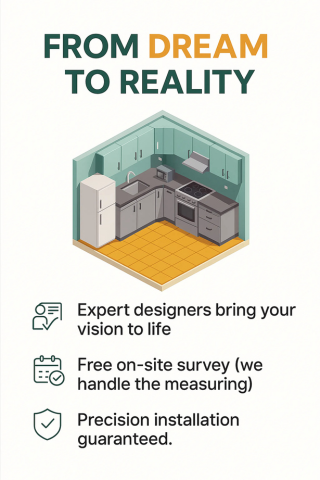 FROM DREAM
TO REALITY
Expert designers bring your
vision to life
Free on-site survey (we
handle the measuring)
Precision installation
guaranteed.